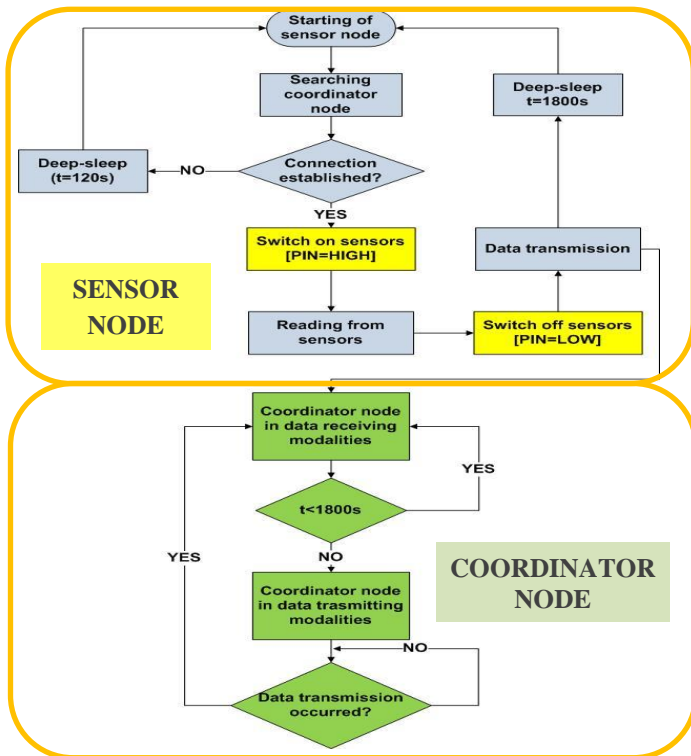 Starting of
sensor node
Searching
coordinator
node
Deep-sleep
t=1800s
Deep-sleep
(t=120s)
NO
Connection
established?
YES
Switch on sensors
[PIN=HIGH]
Data transmission
SENSOR
NODE
Reading from
sensors
Switch off sensors
[PIN=LOW]
Coordinator node
in data receiving
modalities
YES
t<1800s
YES
NO
COORDINATOR
NODE
Coordinator node
in data trasmitting
modalities
NO
Data transmission
occurred?